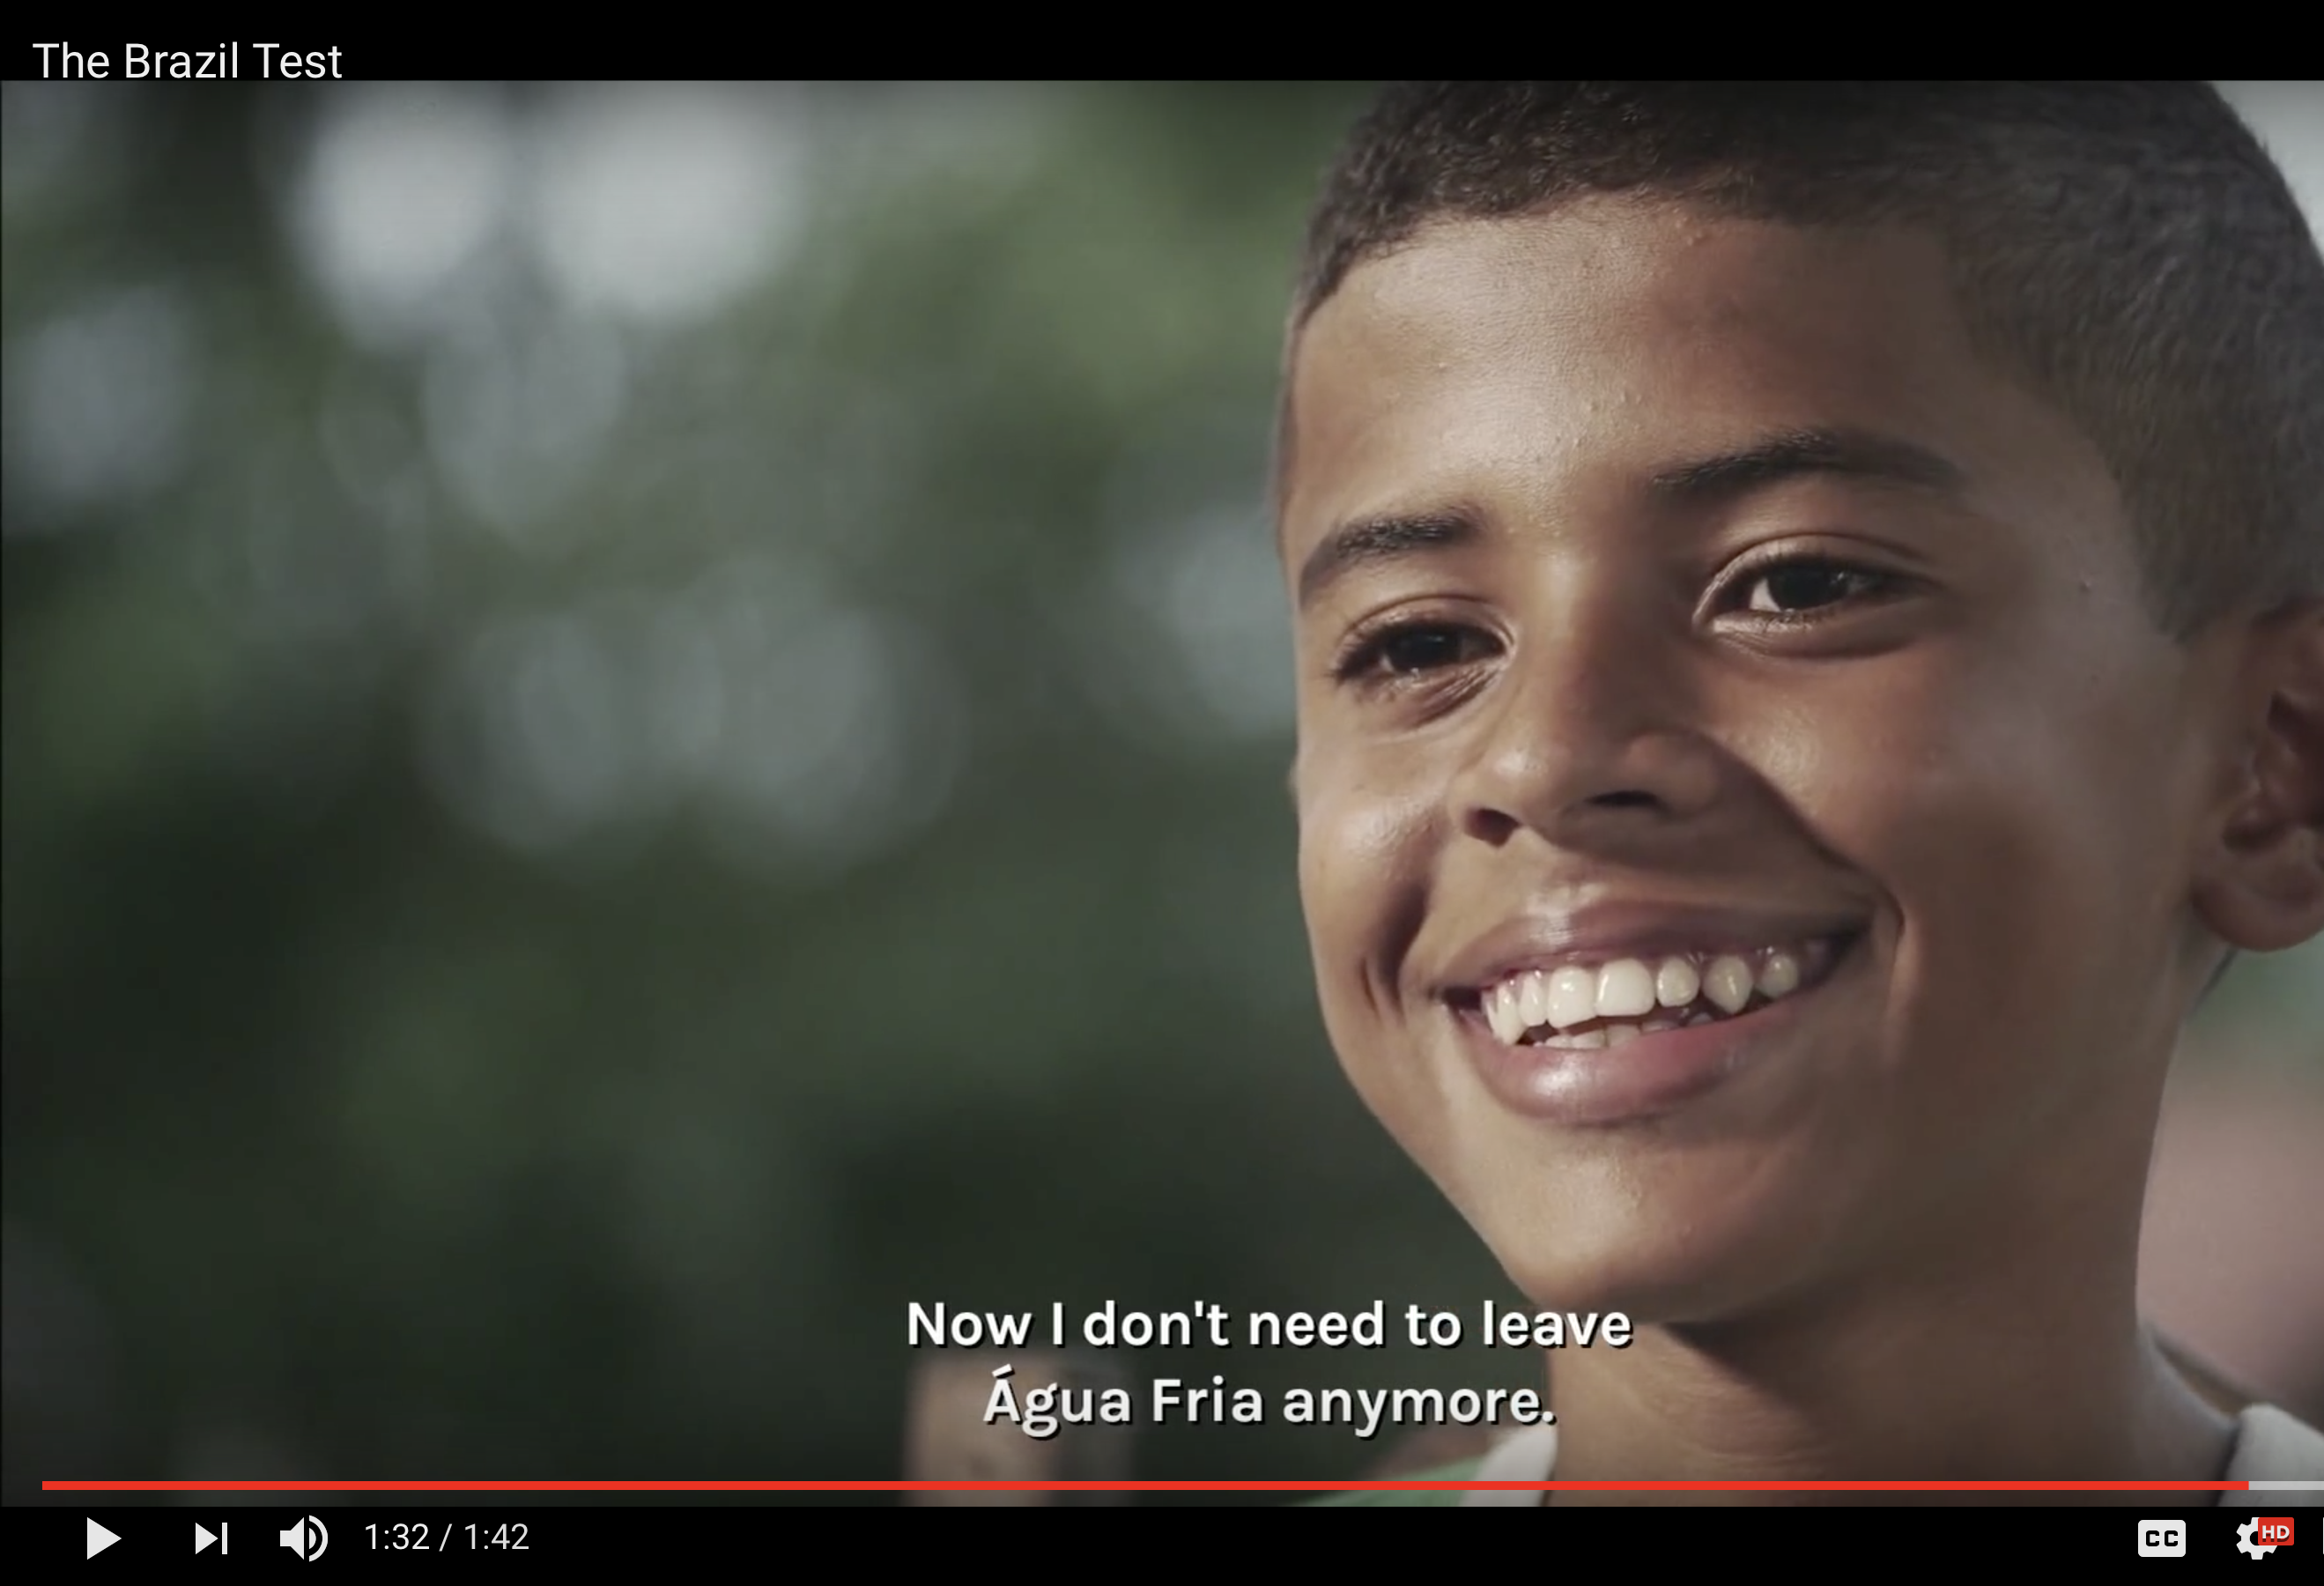 The Brazil Test
Now I don't need to leave
Água Fria anymore.
1:32 / 1:42
CC
HD